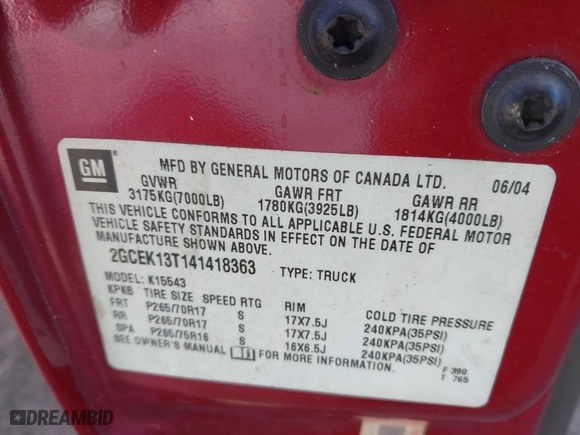 GM
MFD BY GENERAL MOTORS OF CANADA LTD. 06/04
GVWR GAWR FRT GAWR RR
3175KG(7000LB) 1780KG(3925LB) 1814KG(4000LB)
THIS VEHICLE CONFORMS TO ALL APPLICABLE U.S. FEDERAL MOTOR
VEHICLE SAFETY STANDARDS IN EFFECT ON THE DATE OF
MANUFACTURE SHOWN ABOVE.
2GCEK13T141418363 TYPE: TRUCK
MODEL: K15543
KPKB TIRE SIZE SPEED RTG RIM COLD TIRE PRESSURE
FRT P265/70R17 S 17X7.5J 240KPA(35PSI)
RR P265/70R17 S 17X7.5J 240KPA(35PSI)
SPA P265/75R16 S 16X6.5J 240KPA(35PSI)
SEE OWNER'S MANUAL FOR MORE INFORMATION.
F 390
T 765
DREAMBID